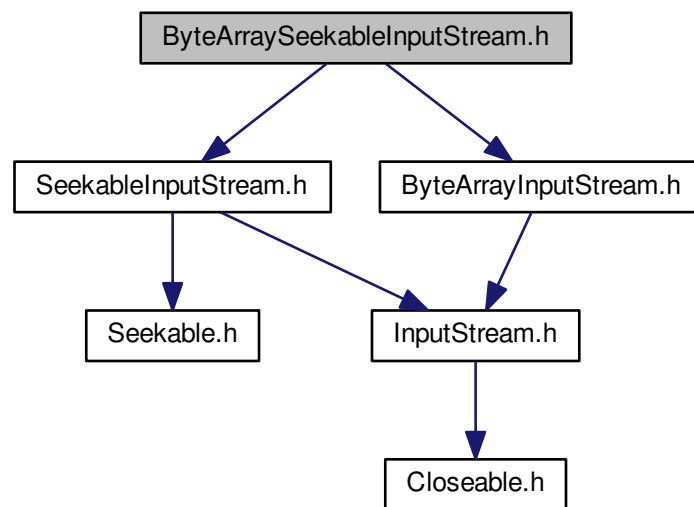 ByteArraySeekableInputStream.h
SeekableInputStream.h
ByteArrayInputStream.h
Seekable.h
InputStream.h
Closeable.h